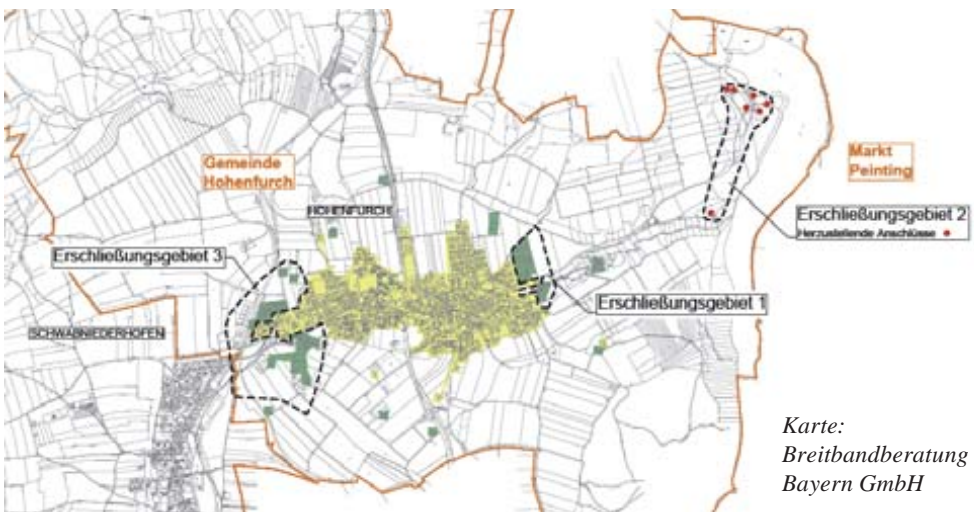 Gemeinde
Hohenfurch
HOHENFURCH
Markt
Peinting
Erschließungsgebiet 2
Herzustellende Anschlüsse
Erschließungsgebiet 3
Erschließungsgebiet 1
SCHWABNIEDERHOFEN
Karte:
Breitbandberatung
Bayern GmbH